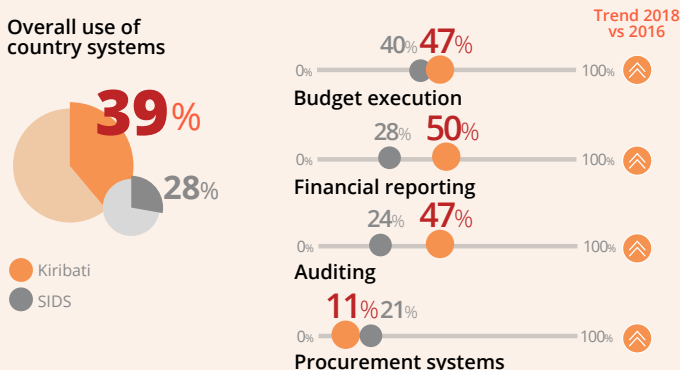 Overall use of
country systems
39%
28%
Kiribati
SIDS
Trend 2018
vs 2016
40% 47%
0% 100%
Budget execution
28% 50%
0% 100%
Financial reporting
24% 47%
0% 100%
Auditing
11% 21%
0% 100%
Procurement systems